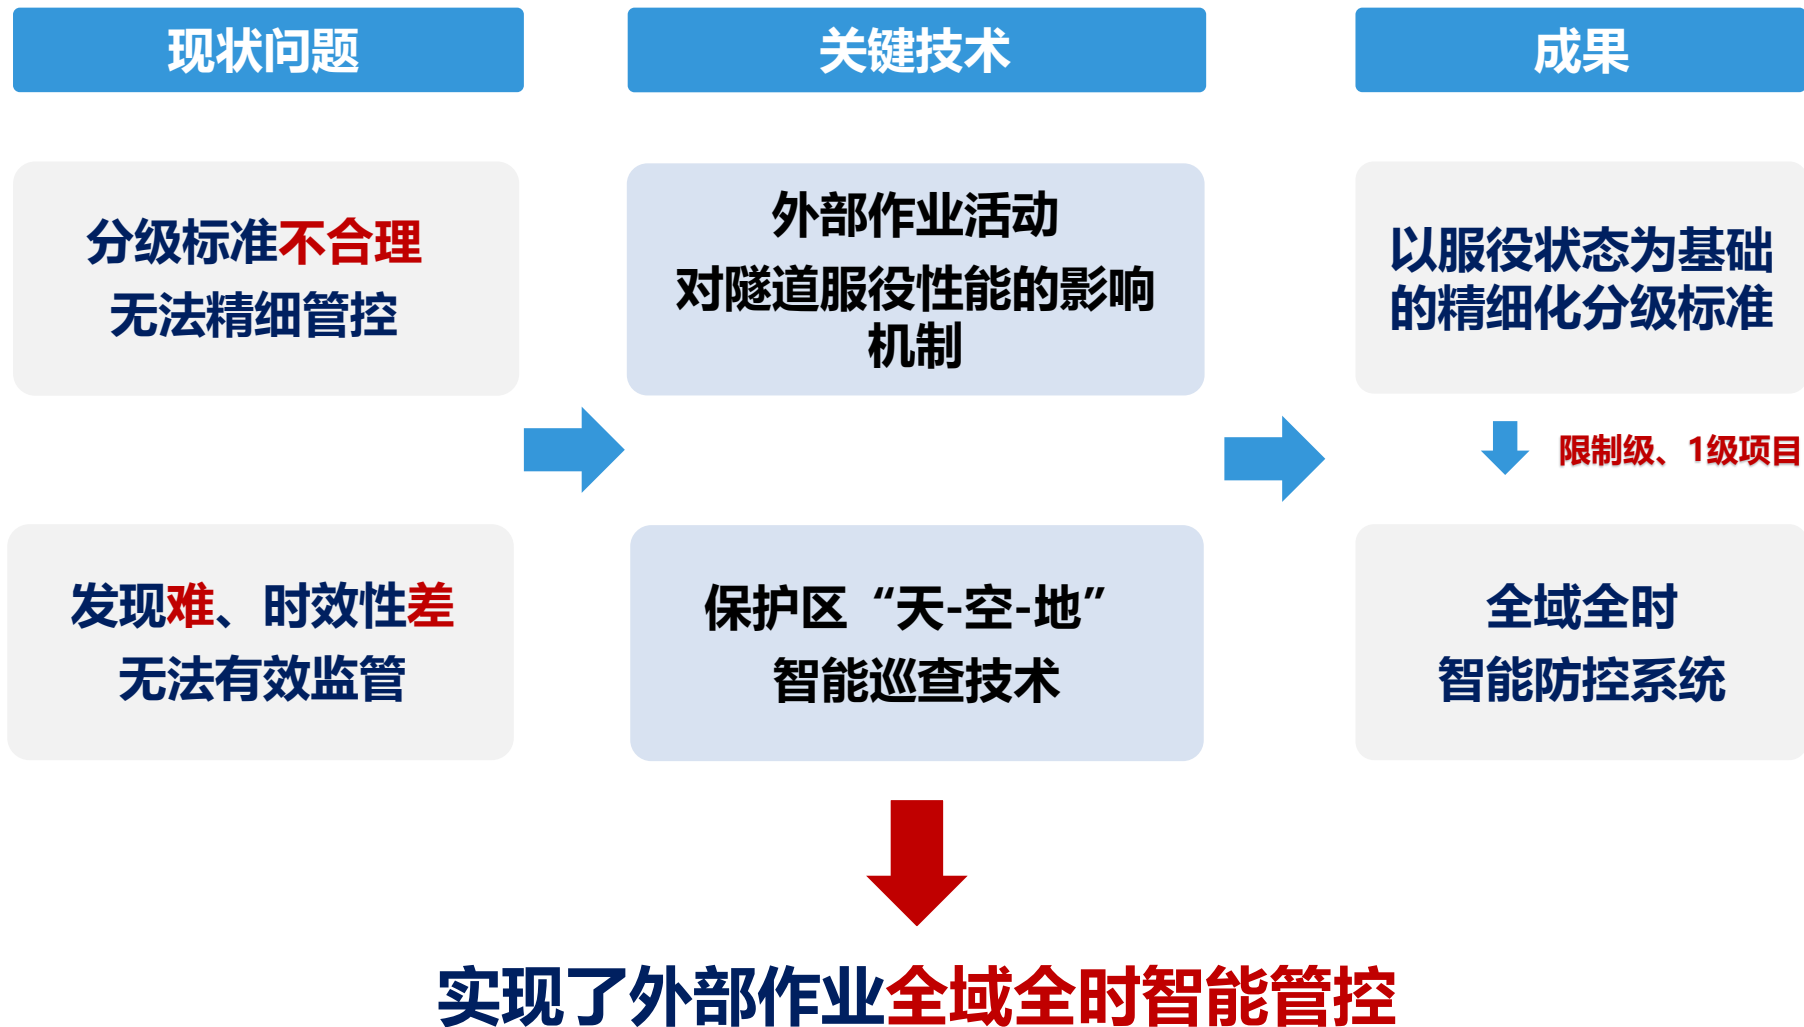 现状问题
关键技术
成果
分级标准不合理
无法精细管控
外部作业活动
对隧道服役性能的影响
机制
以服役状态为基础
的精细化分级标准
限制级、1级项目
发现难、时效性差
无法有效监管
保护区“天-空-地”
智能巡查技术
全域全时
智能防控系统
实现了外部作业全域全时智能管控